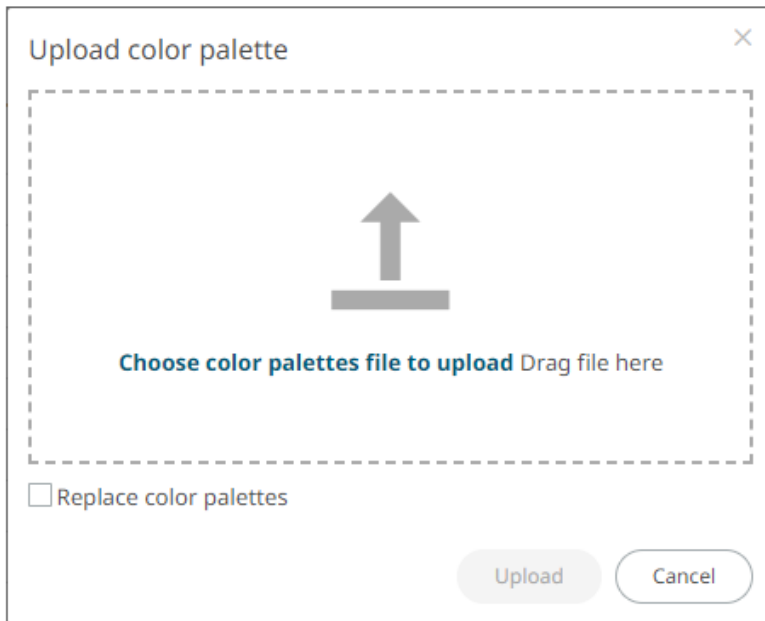 Upload color palette
Choose color palettes file to upload Drag file here
Replace color palettes
Upload
Cancel